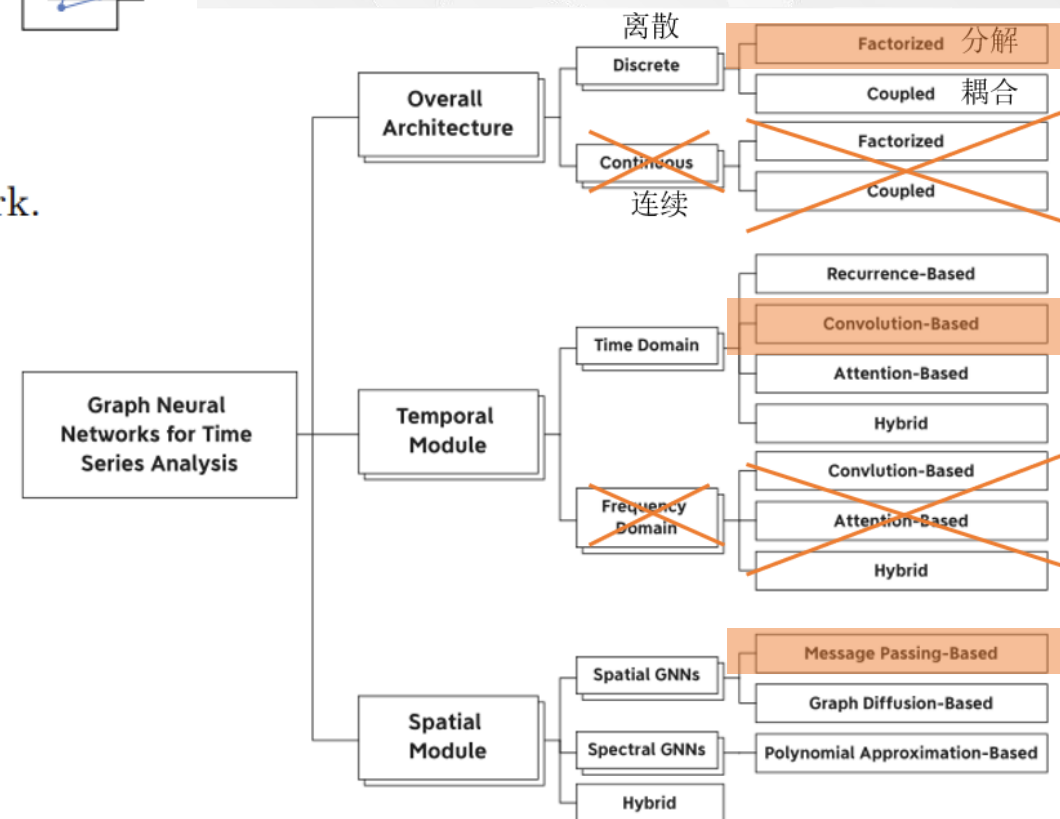 离散
Discrete
Factorized 分解
Coupled 耦合
Overall
Architecture
Continuous
连续
Factorized
Coupled
rk.
Graph Neural
Networks for Time
Series Analysis
Temporal
Module
Time Domain
Recurrence-Based
Convolution-Based
Attention-Based
Hybrid
Frequency
Domain
Convlution-Based
Attention-Based
Hybrid
Spatial
Module
Spatial GNNs
Message Passing-Based
Graph Diffusion-Based
Spectral GNNs
Polynomial Approximation-Based
Hybrid